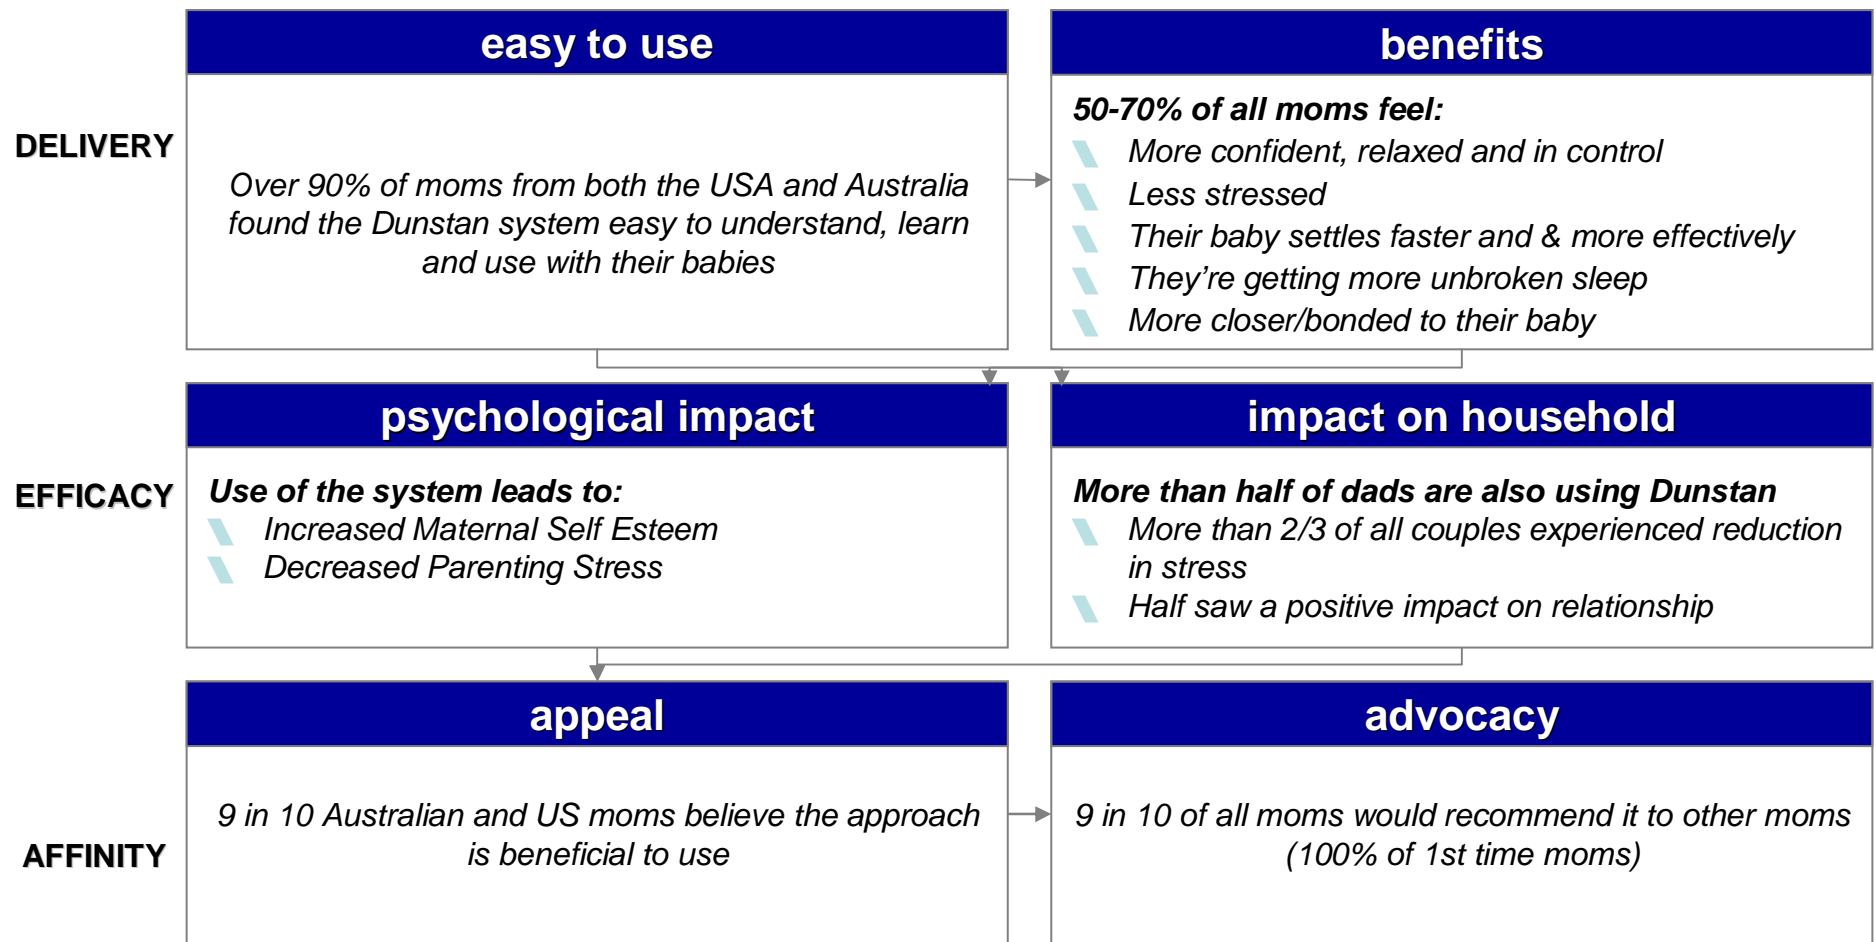 easy to use
benefits
DELIVERY
Over 90% of moms from both the USA and Australia
found the Dunstan system easy to understand, learn
and use with their babies
50-70% of all moms feel:
More confident, relaxed and in control
Less stressed
Their baby settles faster and & more effectively
They’re getting more unbroken sleep
More closer/bonded to their baby
psychological impact
impact on household
EFFICACY
Use of the system leads to:
Increased Maternal Self Esteem
Decreased Parenting Stress
More than half of dads are also using Dunstan
More than 2/3 of all couples experienced reduction
in stress
Half saw a positive impact on relationship
appeal
advocacy
AFFINITY
9 in 10 Australian and US moms believe the approach
is beneficial to use
9 in 10 of all moms would recommend it to other moms
(100% of 1st time moms)